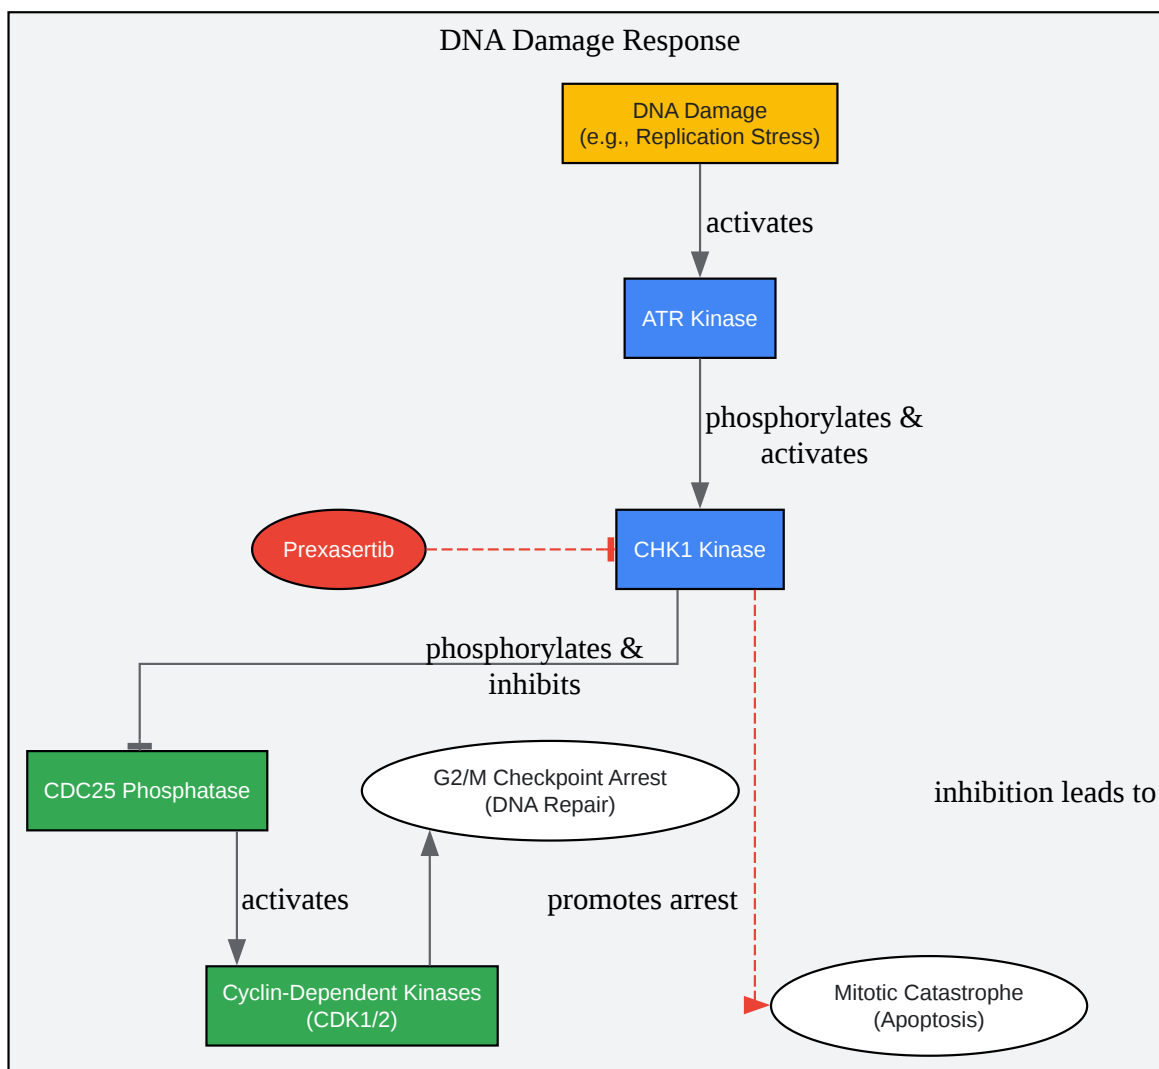 DNA Damage Response
DNA Damage
(e.g., Replication Stress)
activates
ATR Kinase
phosphorylates &
activates
Prexasertib
CHK1 Kinase
phosphorylates &
inhibits
CDC25 Phosphatase
G2/M Checkpoint Arrest
(DNA Repair)
inhibition leads to
activates
promotes arrest
Cyclin-Dependent Kinases
(CDK1/2)
Mitotic Catastrophe
(Apoptosis)